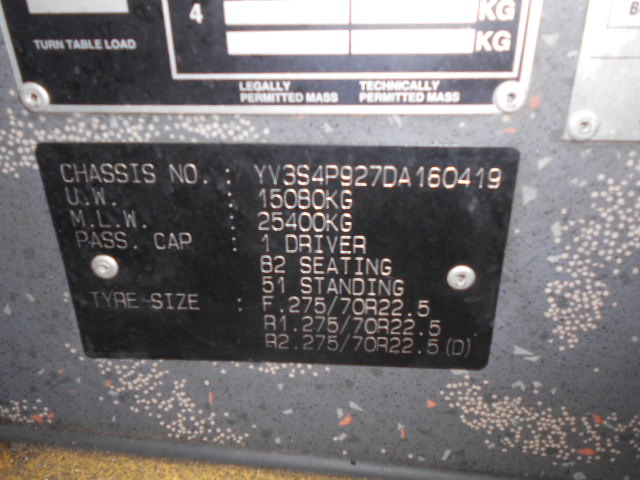 4 KG
TURN TABLE LOAD KG
LEGALLY PERMITTED MASS
TECHNICALLY PERMITTED MASS
CHASSIS NO. : YV3S4P927DA160419
U.W. : 15080KG
M.L.W. : 25400KG
PASS. CAP : 1 DRIVER
82 SEATING
51 STANDING
TYRE SIZE : F.275/70R22.5
R1.275/70R22.5
R2.275/70R22.5(D)